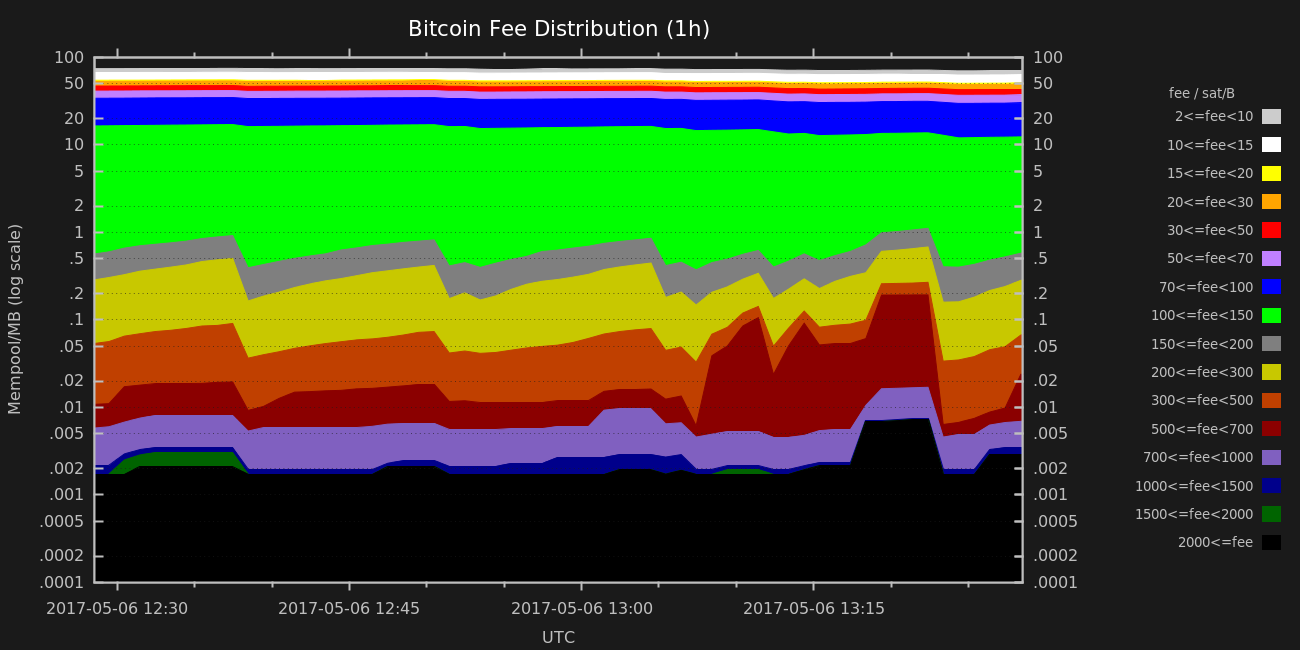 Bitcoin Fee Distribution (1h)
Mempool/MB (log scale)
100
50
20
10
5
2
1
.5
.2
.1
.05
.02
.01
.005
.002
.001
.0005
.0002
.0001
100
50
20
10
5
2
1
.5
.2
.1
.05
.02
.01
.005
.002
.001
.0005
.0002
.0001
2017-05-06 12:30 2017-05-06 12:45 2017-05-06 13:00 2017-05-06 13:15
UTC
fee / sat/B
2<=fee<10
10<=fee<15
15<=fee<20
20<=fee<30
30<=fee<50
50<=fee<70
70<=fee<100
100<=fee<150
150<=fee<200
200<=fee<300
300<=fee<500
500<=fee<700
700<=fee<1000
1000<=fee<1500
1500<=fee<2000
2000<=fee